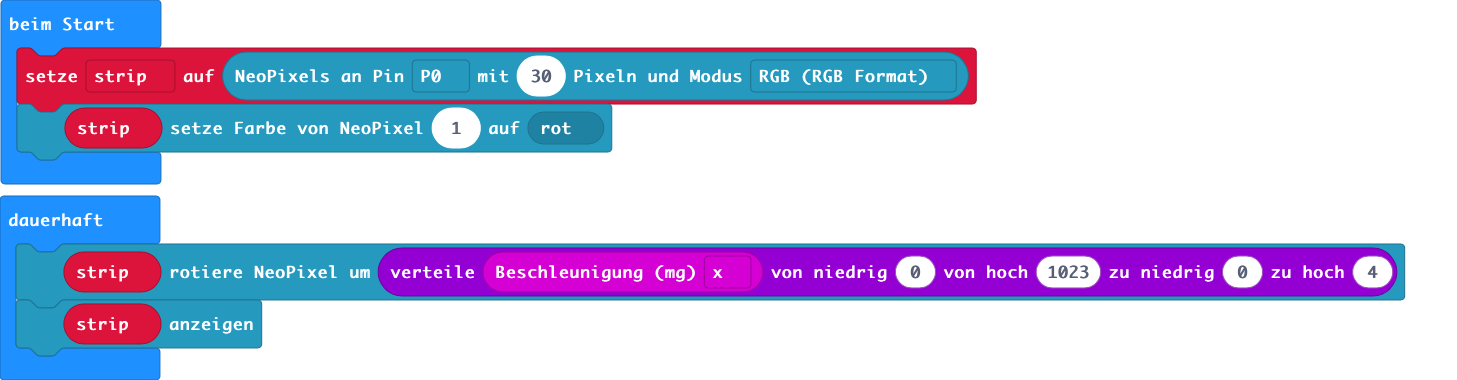 beim Start
setze strip auf NeoPixels an Pin P0 mit 30 Pixeln und Modus RGB (RGB Format)
strip setze Farbe von NeoPixel 1 auf rot
dauerhaft
strip rotiere NeoPixel um verteile Beschleunigung (mg) x von niedrig 0 von hoch 1023 zu niedrig 0 zu hoch 4
strip anzeigen